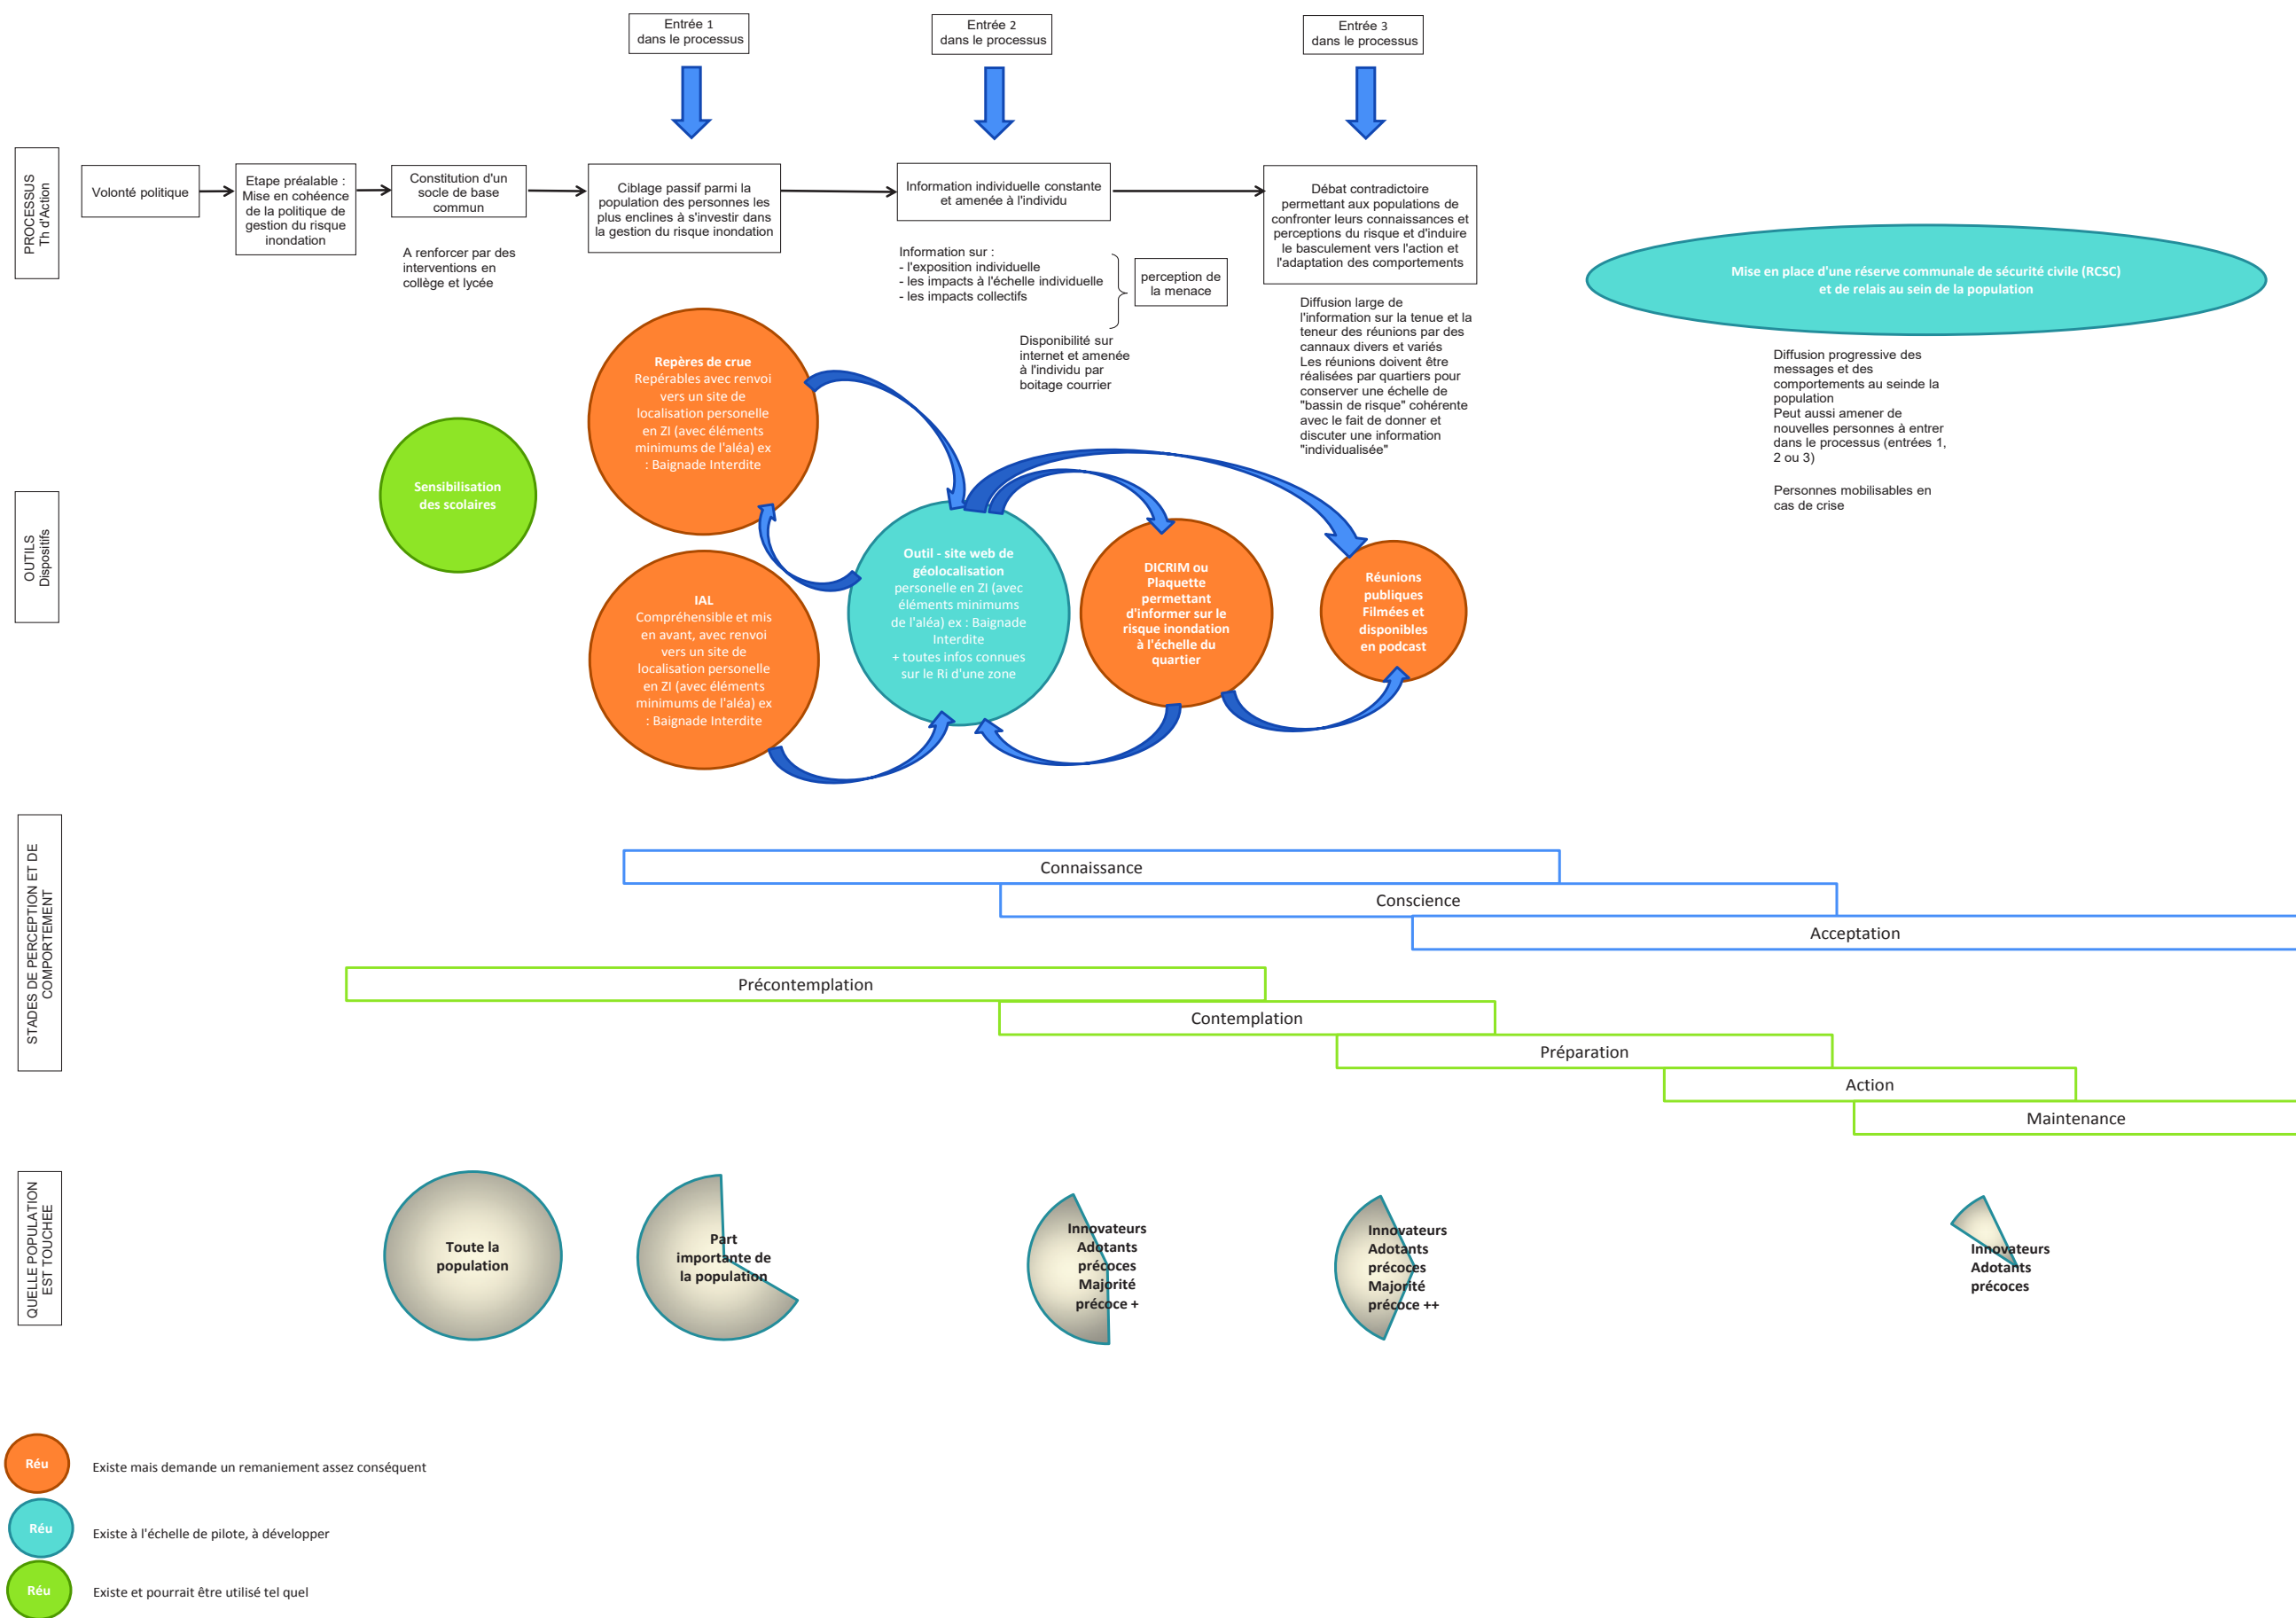 Entrée 1
dans le processus
Entrée 2
dans le processus
Entrée 3
dans le processus
PROCESSUS
Th d'Action
Volonté politique
Etape préalable :
Mise en cohéence
de la politique de
gestion du risque
inondation
Constitution d'un
socle de base
commun
Ciblage passif parmi la
population des personnes les
plus enclines à s'investir dans
la gestion du risque inondation
Information individuelle constante
et amenée à l'individu
Débat contradictoire
permettant aux populations de
confronter leurs connaissances et
perceptions du risque et d'induire
le basculement vers l'action et
l'adaptation des comportements
A renforcer par des
interventions en
collège et lycée
Information sur :
- l'exposition individuelle
- les impacts à l'échelle individuelle
- les impacts collectifs
perception de
la menace
Disponibilité sur
internet et amenée
à l'individu par
boitage courrier
Diffusion large de
l'information sur la tenue et la
teneur des réunions par des
cannaux divers et variés
Les réunions doivent être
réalisées par quartiers pour
conserver une échelle de
"bassin de risque" cohérente
avec le fait de donner et
discuter une information
"individualisée"
Mise en place d'une réserve communale de sécurité civile (RCSC)
et de relais au sein de la population
Diffusion progressive des
messages et des
comportements au seinde la
population
Peut aussi amener de
nouvelles personnes à entrer
dans le processus (entrées 1,
2 ou 3)
Personnes mobilisables en
cas de crise
OUTILS
Dispositifs
Sensibilisation
des scolaires
Repères de crue
Repérables avec renvoi
vers un site de
localisation personelle
en ZI (avec éléments
minimums de l'aléa) ex
: Baignade Interdite
IAL
Compréhensible et mis
en avant, avec renvoi
vers un site de
localisation personelle
en ZI (avec éléments
minimums de l'aléa) ex
: Baignade Interdite
Outil - site web de
géolocalisation
personelle en ZI (avec
éléments minimums
de l'aléa) ex : Baignade
Interdite
+ toutes infos connues
sur le Ri d'une zone
DICRIM ou
Plaquette
permettant
d'informer sur le
risque inondation
à l'échelle du
quartier
Réunions
publiques
Filmées et
disponibles
en podcast
STADES DE PERCEPTION ET DE
COMPORTEMENT
Connaissance
Conscience
Acceptation
Précontemplation
Contemplation
Préparation
Action
Maintenance
QUELLE POPULATION
EST TOUCHEE
Toute la
population
Part
importante de
la population
Innovateurs
Adotants
précoces
Majorité
précoce +
Innovateurs
Adotants
précoces
Majorité
précoce ++
Innovateurs
Adotants
précoces
Réu
Existe mais demande un remaniement assez conséquent
Réu
Existe à l'échelle de pilote, à développer
Réu
Existe et pourrait être utilisé tel quel